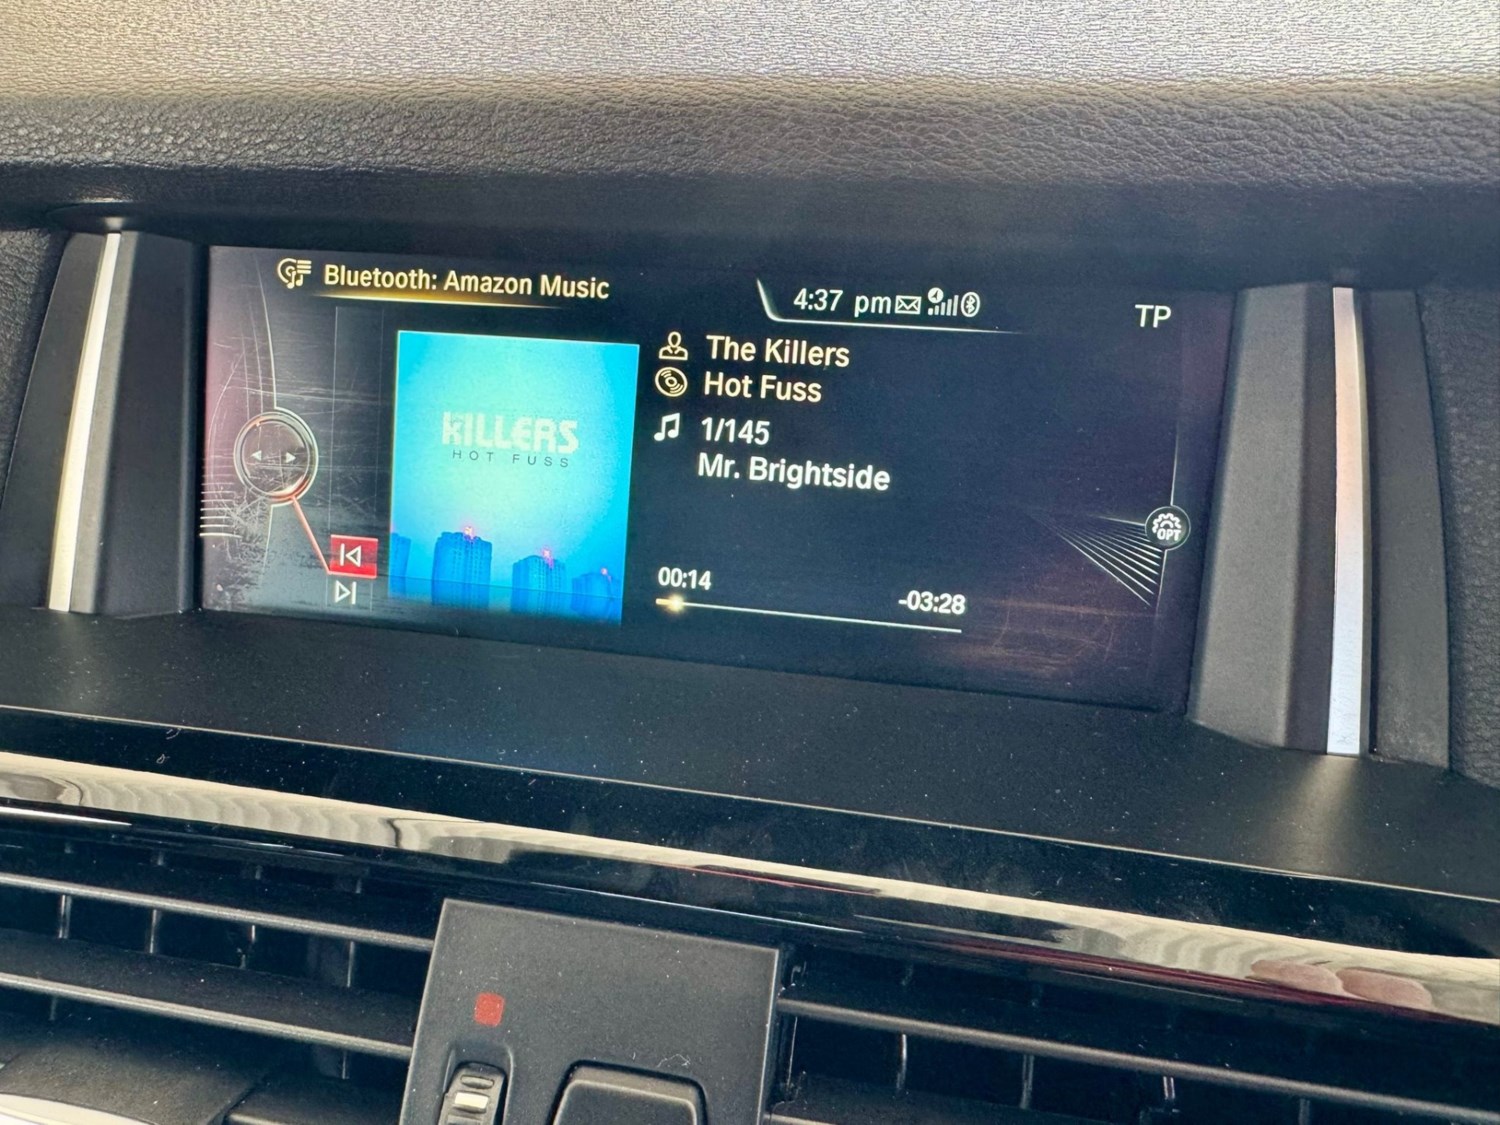 Bluetooth: Amazon Music
4:37 pm
TP
The Killers
Hot Fuss
1/145
Mr. Brightside
THE KILLERS
HOT FUSS
00:14
-03:28
OPT